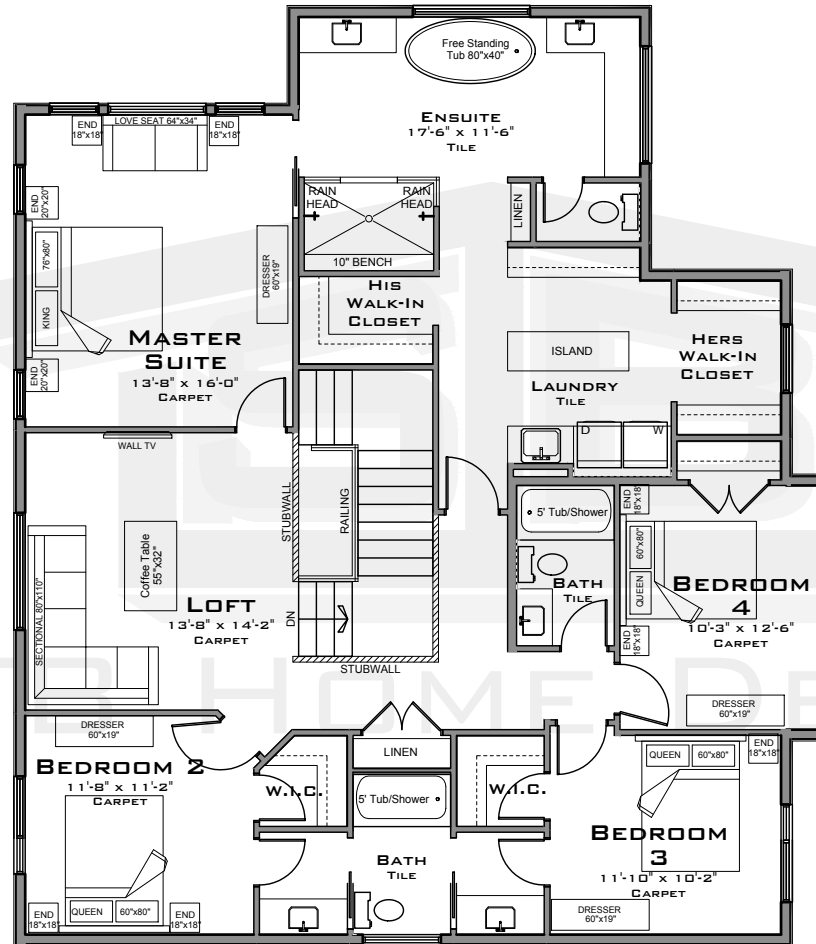 Free Standing
Tub 80"x40"
ENSUITE
17'-6" x 11'-6"
TILE
END
18"x18"
LOVE SEAT 64"x34"
END
18"x18"
END
20"x20"
RAIN
HEAD
RAIN
HEAD
LINEN
10" BENCH
76"x80"
KING
DRESSER
60"x19"
HIS
WALK-IN
CLOSET
MASTER
SUITE
13'-8" x 16'-0"
CARPET
END
20"x20"
ISLAND
HERS
WALK-IN
CLOSET
LAUNDRY
TILE
D
W
WALL TV
STUBWALL
RAILING
Coffee Table
55"x32"
SECTIONAL 80"x110"
LOFT
13'-8" x 14'-2"
CARPET
DN
STUBWALL
5' Tub/Shower
BATH
TILE
END
18"x18"
60"x80"
QUEEN
BEDROOM
4
10'-3" x 12'-6"
CARPET
END
18"x18"
DRESSER
60"x19"
DRESSER
60"x19"
BEDROOM 2
11'-8" x 11'-2"
CARPET
W.I.C.
LINEN
W.I.C.
5' Tub/Shower
BATH
TILE
QUEEN
60"x80"
END
18"x18"
BEDROOM
3
11'-10" x 10'-2"
CARPET
DRESSER
60"x19"
END
18"x18"
QUEEN
60"x80"
END
18"x18"
HOME DE